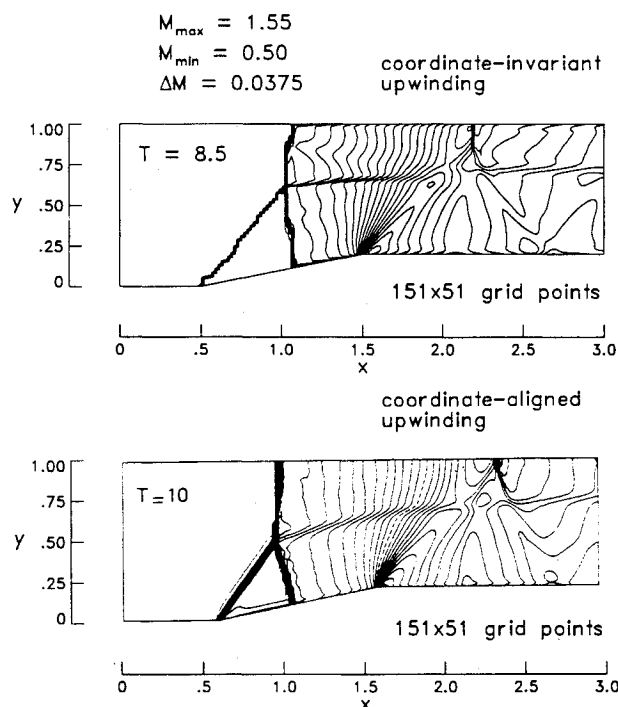 M max = 1.55
M min = 0.50
ΔM = 0.0375
coordinate-invariant
upwinding
1.00
.75
y .50
.25
0
T = 8.5
151x51 grid points
0 .5 1.0 1.5 2.0 2.5 3.0
x
coordinate-aligned
upwinding
1.00
.75
y .50
.25
0
T=10
151x51 grid points
0 .5 1.0 1.5 2.0 2.5 3.0
x